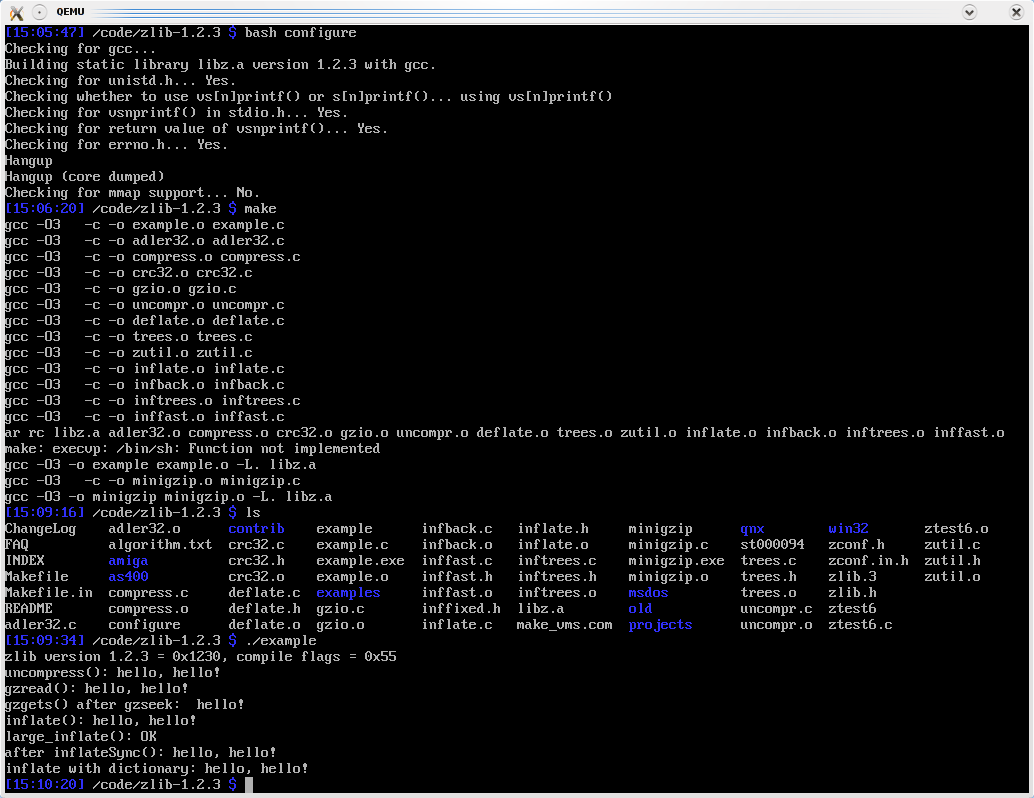 QEMU
[15:05:47] /code/zlib-1.2.3 $ bash configure
Checking for gcc...
Building static library libz.a version 1.2.3 with gcc.
Checking for unistd.h... Yes.
Checking whether to use vs[n]printf() or s[n]printf()... using vs[n]printf()
Checking for vsnprintf() in stdio.h... Yes.
Checking for return value of vsnprintf()... Yes.
Checking for errno.h... Yes.
Hangup
Hangup (core dumped)
Checking for mmap support... No.
[15:06:20] /code/zlib-1.2.3 $ make
gcc -O3   -c -o example.o example.c
gcc -O3   -c -o adler32.o adler32.c
gcc -O3   -c -o compress.o compress.c
gcc -O3   -c -o crc32.o crc32.c
gcc -O3   -c -o gzio.o gzio.c
gcc -O3   -c -o uncompr.o uncompr.c
gcc -O3   -c -o deflate.o deflate.c
gcc -O3   -c -o trees.o trees.c
gcc -O3   -c -o zutil.o zutil.c
gcc -O3   -c -o inflate.o inflate.c
gcc -O3   -c -o infback.o infback.c
gcc -O3   -c -o inftrees.o inftrees.c
gcc -O3   -c -o inffast.o inffast.c
ar rc libz.a adler32.o compress.o crc32.o gzio.o uncompr.o deflate.o trees.o zutil.o inflate.o infback.o inftrees.o inffast.o
make: execvp: /bin/sh: Function not implemented
gcc -O3 -o example example.o -L. libz.a
gcc -O3   -c -o minigzip.o minigzip.c
gcc -O3 -o minigzip minigzip.o -L. libz.a
[15:09:16] /code/zlib-1.2.3 $ ls
ChangeLog    adler32.o      contrib    example      infback.c   inflate.h     minigzip      qnx        win32      ztest6.o
FAQ          algorithm.txt  crc32.c    example.c    infback.o   inflate.o     minigzip.c    st000094   zconf.h     zutil.c
INDEX        amiga          crc32.h    example.exe  inffast.c   inftrees.c    minigzip.exe  trees.c    zconf.in.h  zutil.h
Makefile     as400          crc32.o    example.o    inffast.h   inftrees.h    minigzip.o    trees.h    zlib.3      zutil.o
Makefile.in  compress.c     deflate.c  examples     inffast.o   inftrees.o    msdos         trees.o    zlib.h
README       compress.o     deflate.h  gzio.c       inffixed.h  libz.a        old           uncompr.c  ztest6
adler32.c    configure      deflate.o  gzio.o       inflate.c   make_vms.com  projects      uncompr.o  ztest6.c
[15:09:34] /code/zlib-1.2.3 $ ./example
zlib version 1.2.3 = 0x1230, compile flags = 0x55
uncompress(): hello, hello!
gzread(): hello, hello!
gzgets() after gzseek:  hello!
inflate(): hello, hello!
large_inflate(): OK
after inflateSync(): hello, hello!
inflate with dictionary: hello, hello!
[15:10:20] /code/zlib-1.2.3 $